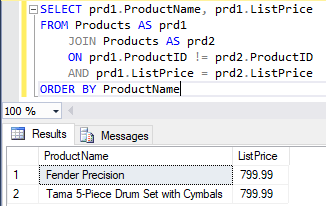 SELECT prd1.ProductName, prd1.ListPrice
FROM Products AS prd1
JOIN Products AS prd2
ON prd1.ProductID != prd2.ProductID
AND prd1.ListPrice = prd2.ListPrice
ORDER BY ProductName
100 %
Results Messages
ProductName ListPrice
1 Fender Precision 799.99
2 Tama 5-Piece Drum Set with Cymbals 799.99